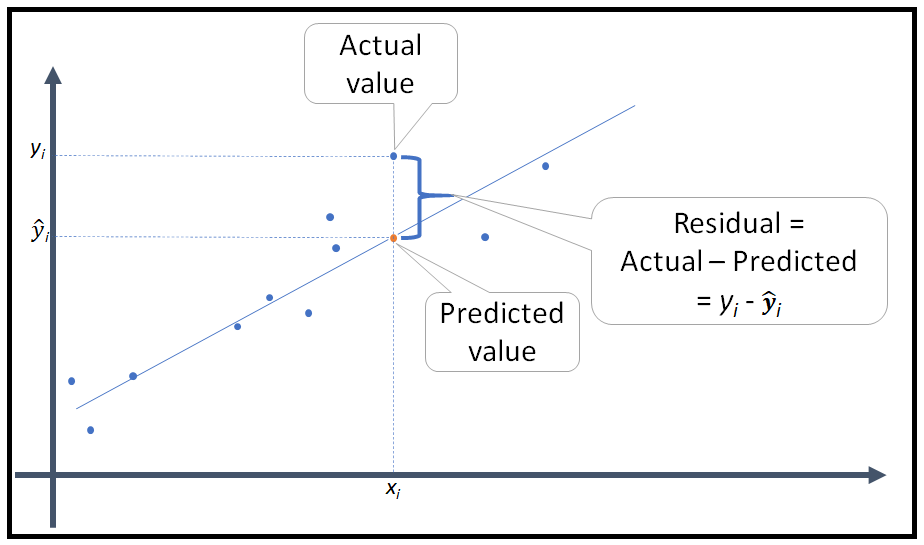 Actual
value
yᵢ
ŷᵢ
Residual =
Actual – Predicted
= yᵢ - ŷᵢ
Predicted
value
xᵢ